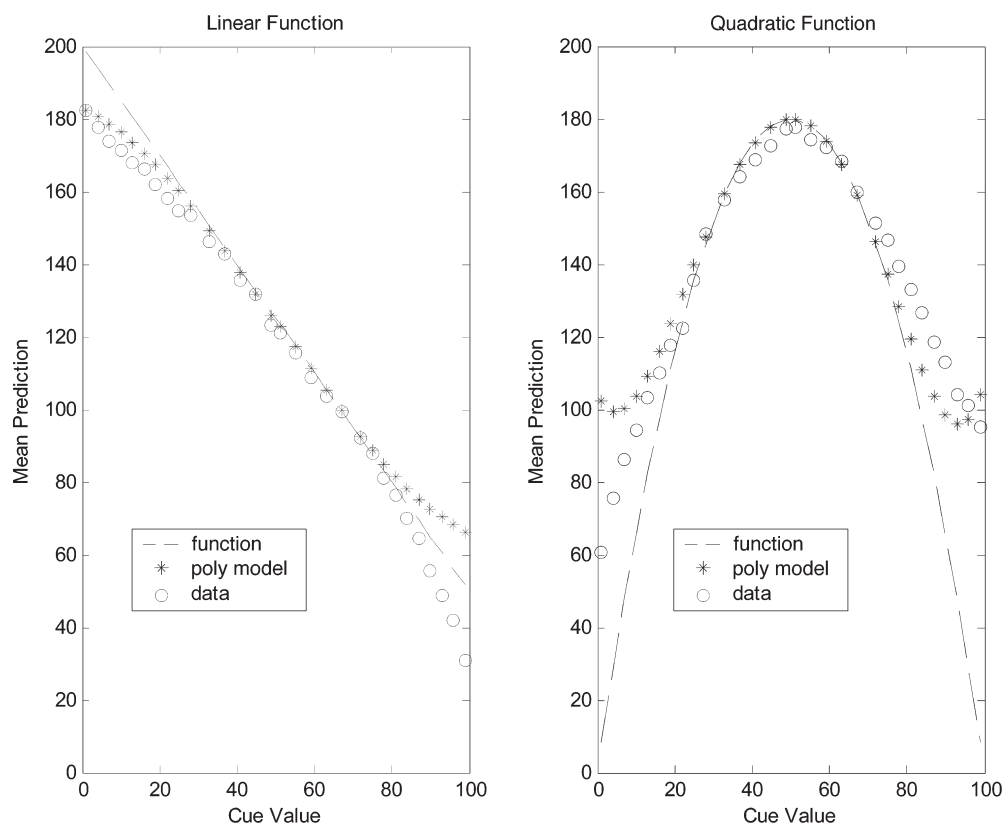 Linear Function
200
180
160
140
120
100
80
60
40
20
0
Mean Prediction
function
poly model
data
0 20 40 60 80 100
Cue Value
Quadratic Function
200
180
160
140
120
100
80
60
40
20
0
Mean Prediction
function
poly model
data
0 20 40 60 80 100
Cue Value